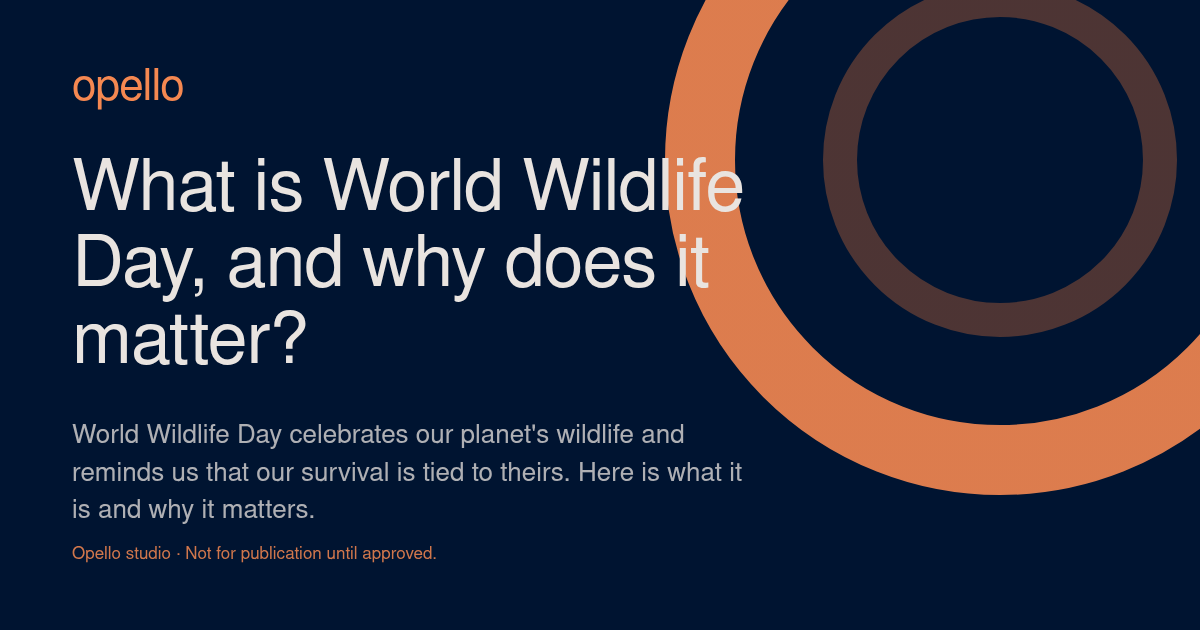 opello
What is World Wildlife
Day, and why does it
matter?
World Wildlife Day celebrates our planet's wildlife and
reminds us that our survival is tied to theirs. Here is what it
is and why it matters.
Opello studio · Not for publication until approved.